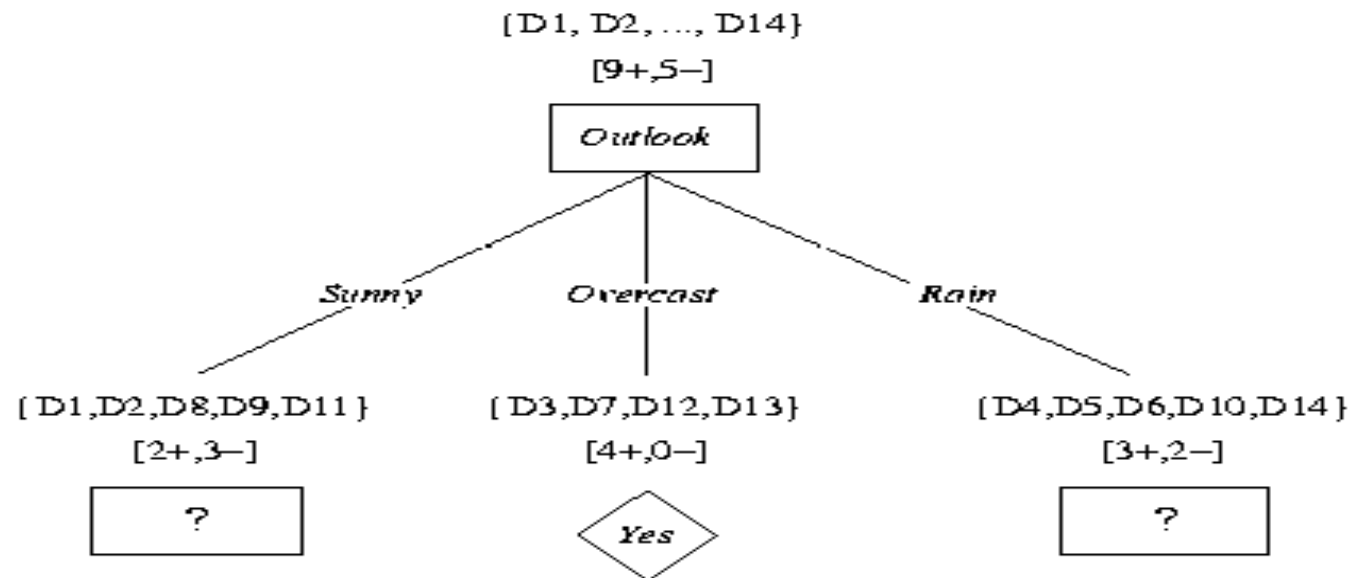 {D1, D2, ..., D14}
[9+,5−]
Outlook
Sunny Overcast Rain
{D1,D2,D8,D9,D11} {D3,D7,D12,D13} {D4,D5,D6,D10,D14}
[2+,3−] [4+,0−] [3+,2−]
? Yes ?